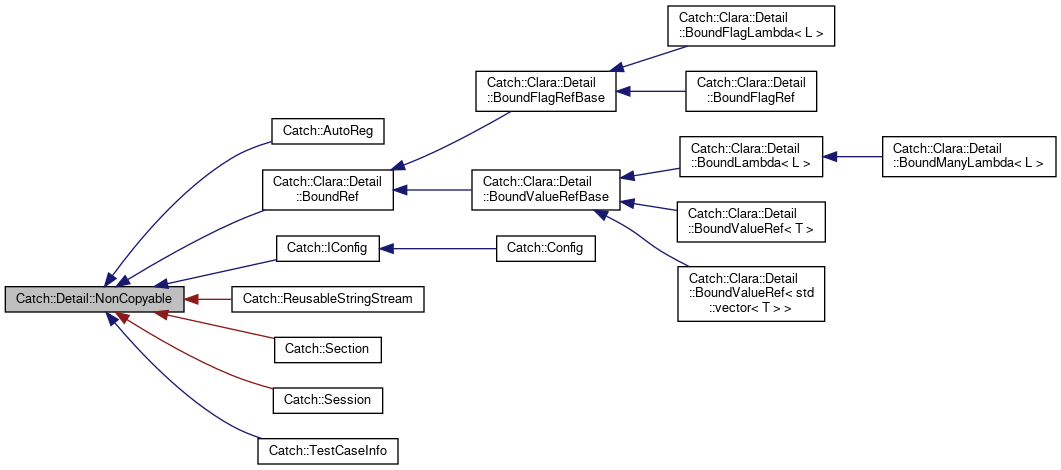 Catch::Clara::Detail
::BoundFlagLambda< L >
Catch::Clara::Detail
::BoundFlagRefBase
Catch::Clara::Detail
::BoundFlagRef
Catch::AutoReg
Catch::Clara::Detail
::BoundLambda< L >
Catch::Clara::Detail
::BoundManyLambda< L >
Catch::Clara::Detail
::BoundRef
Catch::Clara::Detail
::BoundValueRefBase
Catch::Clara::Detail
::BoundValueRef< T >
Catch::IConfig
Catch::Config
Catch::Clara::Detail
::BoundValueRef< std
::vector< T > >
Catch::Detail::NonCopyable
Catch::ReusableStringStream
Catch::Section
Catch::Session
Catch::TestCaseInfo